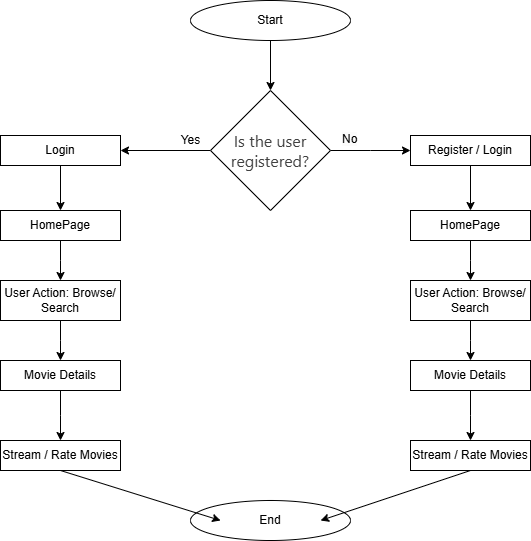 Start
Is the user
registered?
Yes
No
Login
Register / Login
HomePage
HomePage
User Action: Browse/
Search
User Action: Browse/
Search
Movie Details
Movie Details
Stream / Rate Movies
Stream / Rate Movies
End